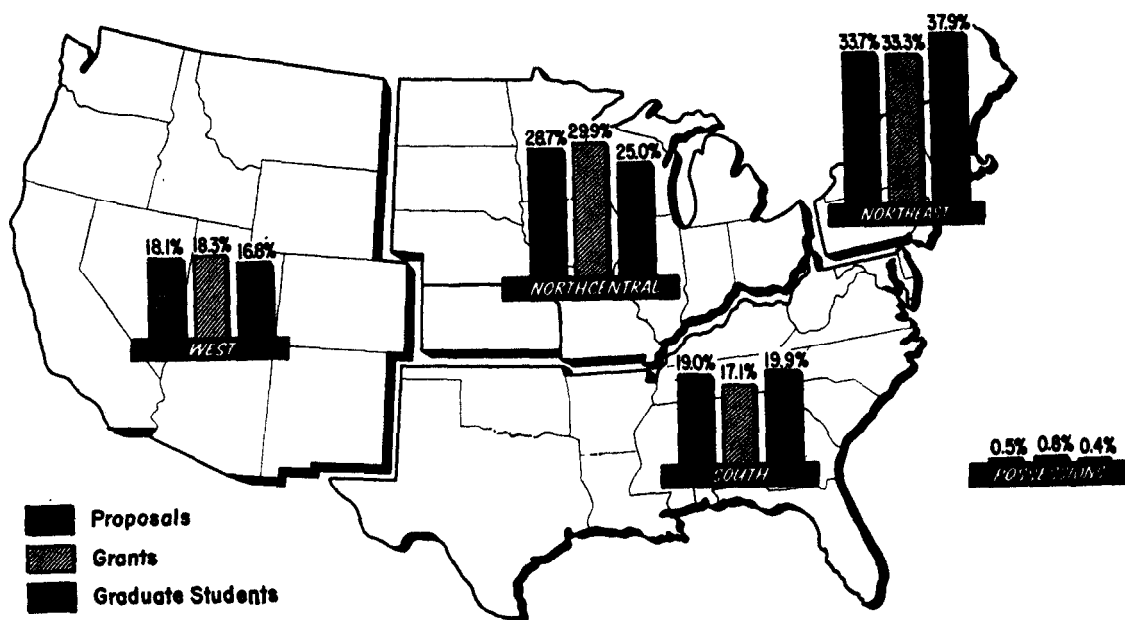 33.7% 33.3% 37.9%
NORTHEAST
28.7% 29.9% 25.0%
NORTHCENTRAL
18.1% 18.3% 16.8%
WEST
19.0% 17.1% 19.9%
SOUTH
0.5% 0.8% 0.4%
POSSESSIONS
Proposals
Grants
Graduate Students